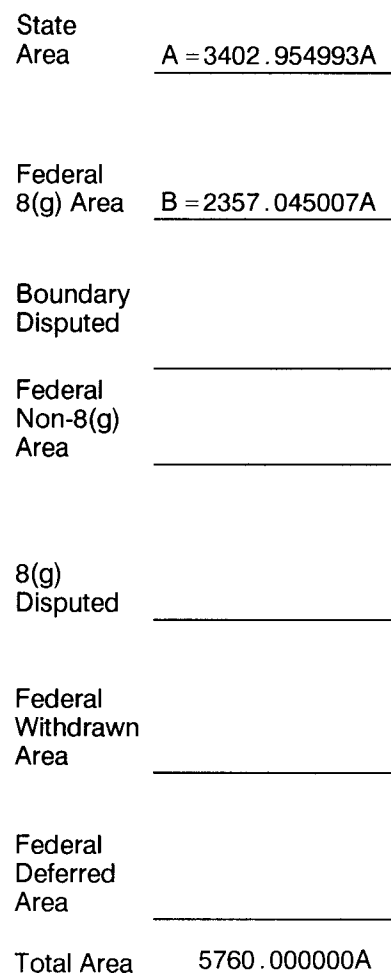 State
Area A = 3402.954993A
Federal
8(g) Area B = 2357.045007A
Boundary
Disputed
Federal
Non-8(g)
Area
8(g)
Disputed
Federal
Withdrawn
Area
Federal
Deferred
Area
Total Area 5760.000000A